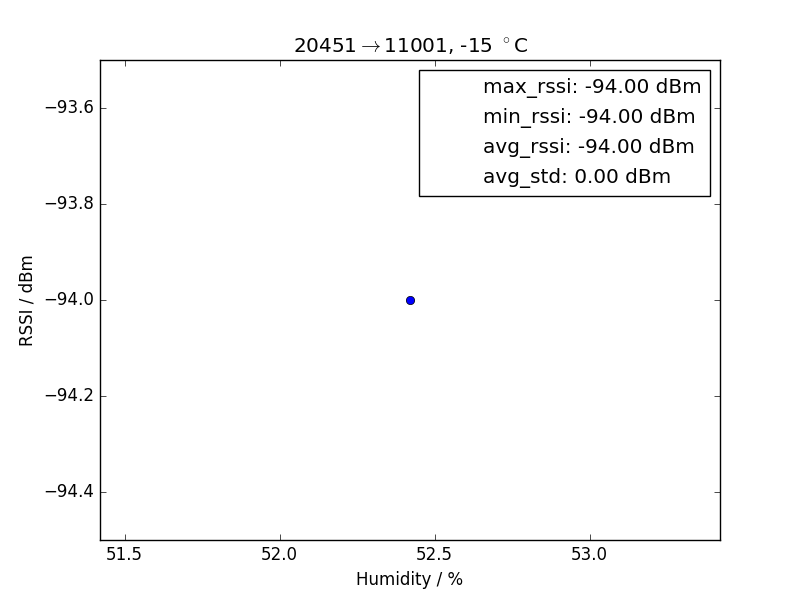 20451→11001, -15 °C
max_rssi: -94.00 dBm
min_rssi: -94.00 dBm
avg_rssi: -94.00 dBm
avg_std: 0.00 dBm
−93.6
−93.8
−94.0
−94.2
−94.4
RSSI / dBm
51.5 52.0 52.5 53.0
Humidity / %